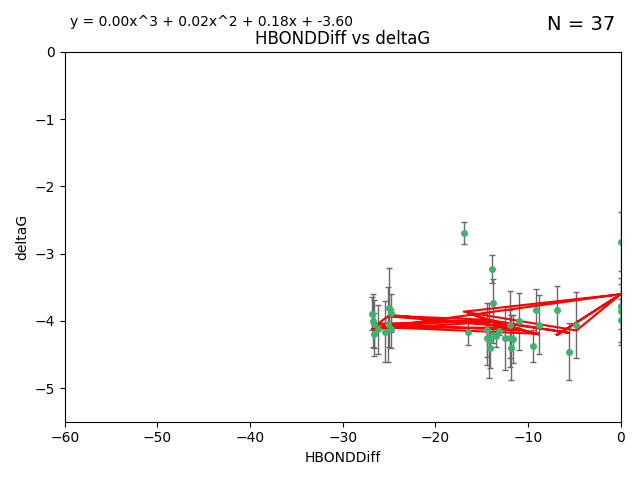 y = 0.00x^3 + 0.02x^2 + 0.18x + -3.60
N = 37
HBONDDiff vs deltaG
0
−1
−2
−3
−4
−5
deltaG
−60 −50 −40 −30 −20 −10 0
HBONDDiff